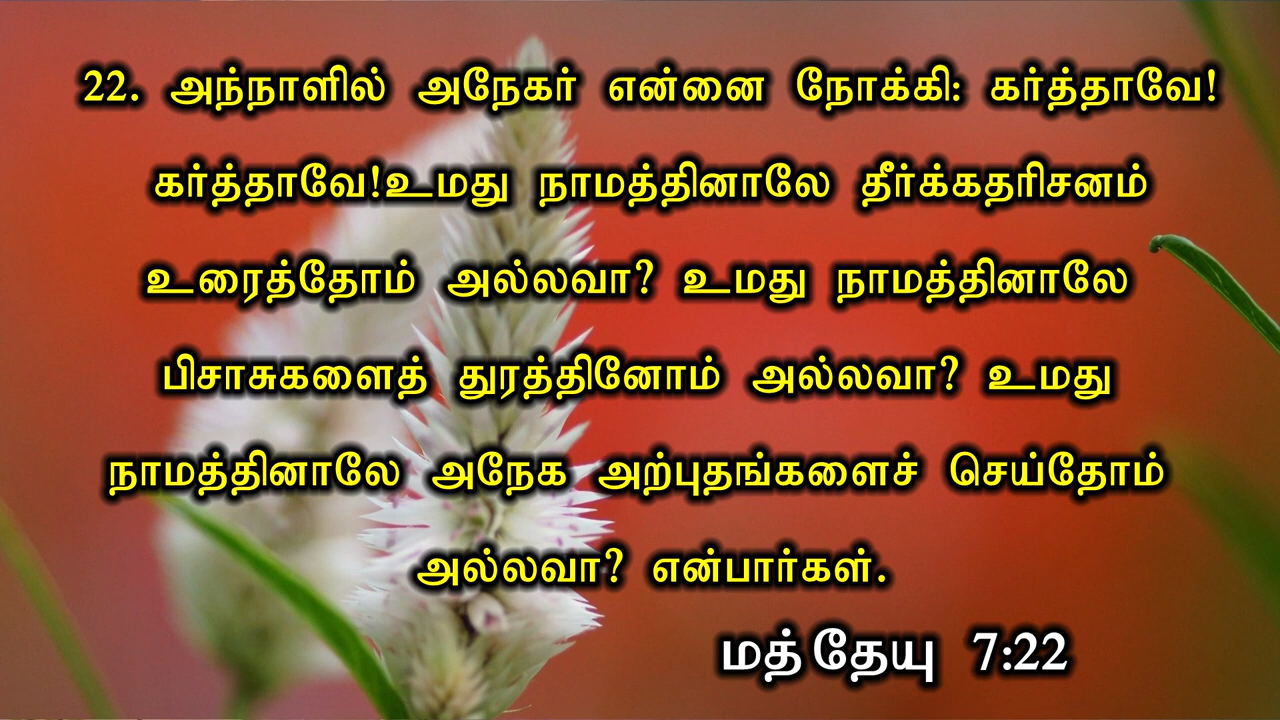 22. அந்நாளில் அநேகர் என்னை நோக்கி: கர்த்தாவே!
கர்த்தாவே!உமது நாமத்தினாலே தீர்க்கதரிசனம்
உரைத்தோம் அல்லவா? உமது நாமத்தினாலே
பிசாசுகளைத் துரத்தினோம் அல்லவா? உமது
நாமத்தினாலே அநேக அற்புதங்களைச் செய்தோம்
அல்லவா? என்பார்கள்.
மத்தேயு 7:22